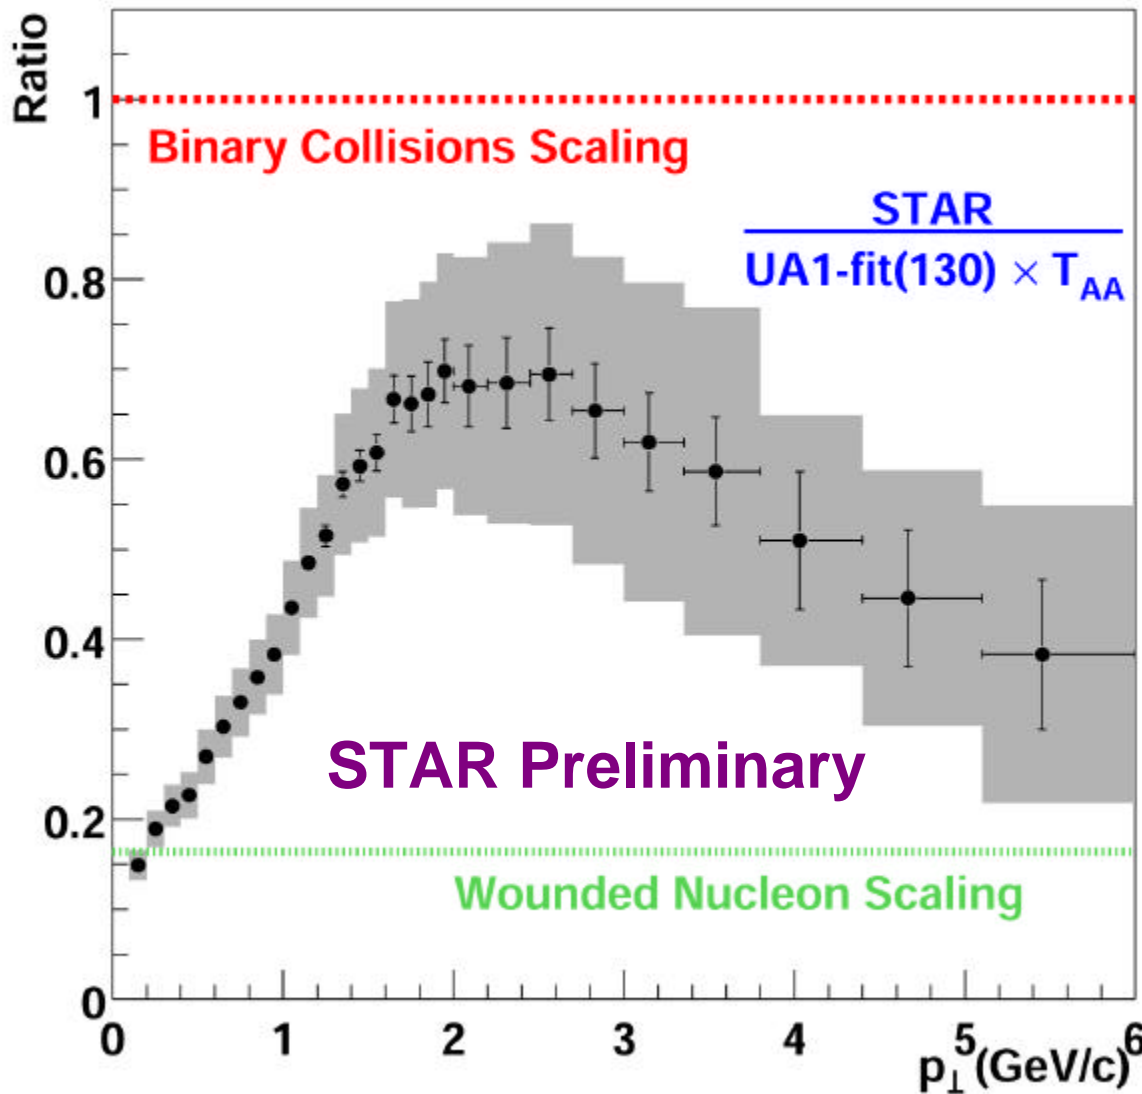 Ratio
1
Binary Collisions Scaling
STAR
UA1-fit(130) × T_AA
0.8
0.6
0.4
STAR Preliminary
0.2
Wounded Nucleon Scaling
0
0 1 2 3 4 5 6
p⊥ (GeV/c)